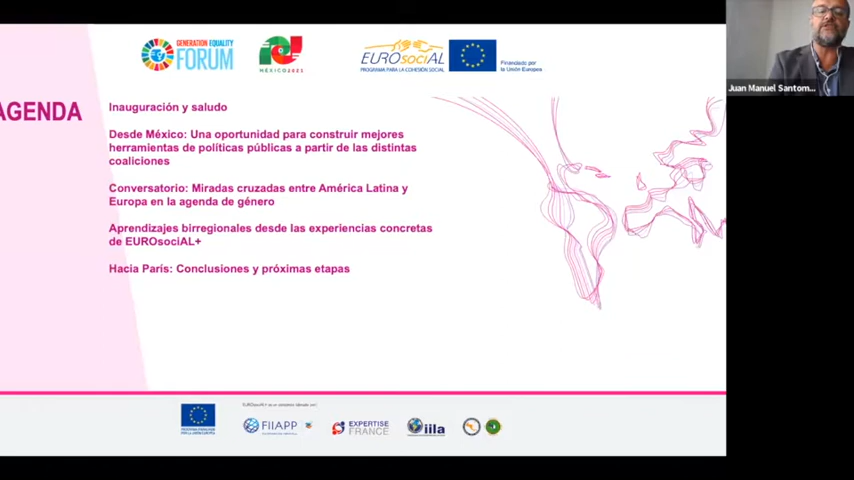 GENERATION EQUALITY
FORUM
MÉXICO2021
EUROsociAL
PROGRAMA PARA LA COHESIÓN SOCIAL
Financiado por
la Unión Europea
Juan Manuel Santom...
AGENDA
Inauguración y saludo
Desde México: Una oportunidad para construir mejores
herramientas de políticas públicas a partir de las distintas
coaliciones
Conversatorio: Miradas cruzadas entre América Latina y
Europa en la agenda de género
Aprendizajes birregionales desde las experiencias concretas
de EUROsociAL+
Hacia París: Conclusiones y próximas etapas
FIIAPP
EXPERTISE
FRANCE
iila